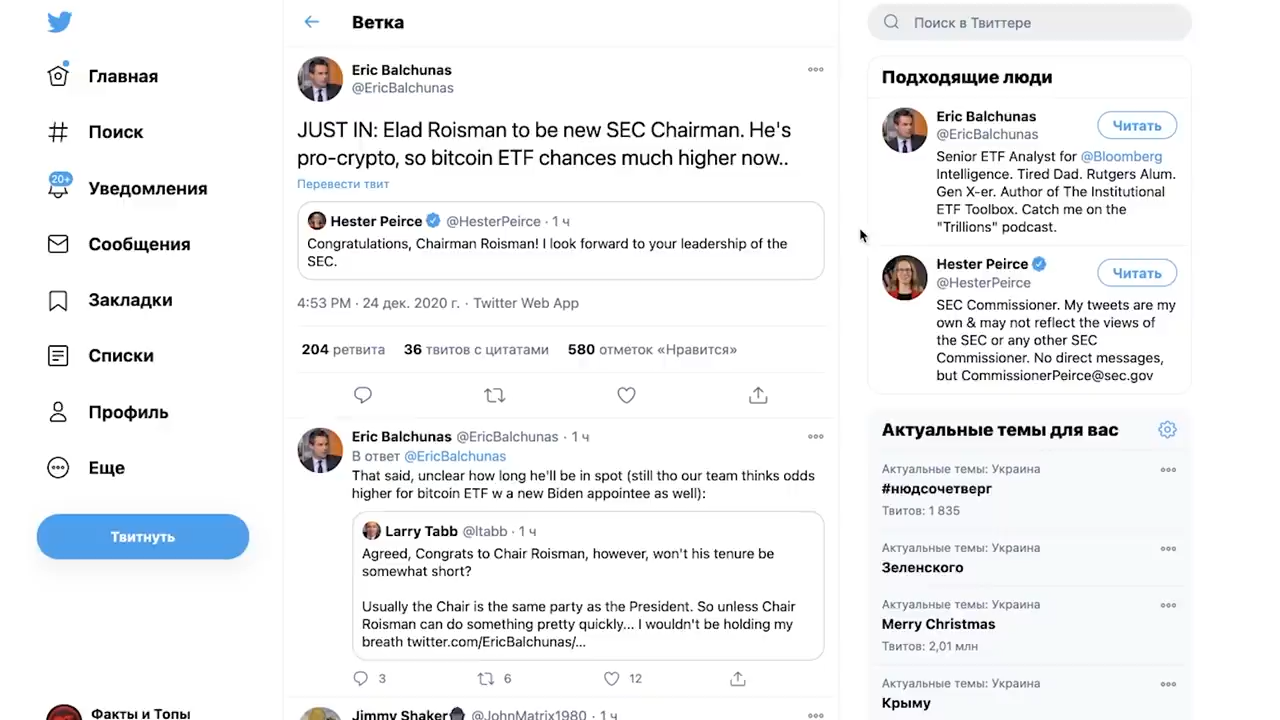 Главная
Поиск
20+
Уведомления
Сообщения
Закладки
Списки
Профиль
Еще
Твитнуть
Факты и Топы
Ветка
Eric Balchunas
@EricBalchunas
JUST IN: Elad Roisman to be new SEC Chairman. He's
pro-crypto, so bitcoin ETF chances much higher now..
Перевести твит
Hester Peirce @HesterPeirce · 1 ч
Congratulations, Chairman Roisman! I look forward to your leadership of the
SEC.
4:53 PM · 24 дек. 2020 г. · Twitter Web App
204 ретвита 36 твитов с цитатами 580 отметок «Нравится»
Eric Balchunas @EricBalchunas · 1 ч
В ответ @EricBalchunas
That said, unclear how long he'll be in spot (still tho our team thinks odds
higher for bitcoin ETF w a new Biden appointee as well):
Larry Tabb @ltabb · 1 ч
Agreed, Congrats to Chair Roisman, however, won't his tenure be
somewhat short?
Usually the Chair is the same party as the President. So unless Chair
Roisman can do something pretty quickly... I wouldn't be holding my
breath twitter.com/EricBalchunas/...
3 6 12
Jimmy Shaker @JohnMatrix1980 · 1 ч
Поиск в Твиттере
Подходящие люди
Eric Balchunas
@EricBalchunas
Читать
Senior ETF Analyst for @Bloomberg
Intelligence. Tired Dad. Rutgers Alum.
Gen X-er. Author of The Institutional
ETF Toolbox. Catch me on the
"Trillions" podcast.
Hester Peirce
@HesterPeirce
Читать
SEC Commissioner. My tweets are my
own & may not reflect the views of
the SEC or any other SEC
Commissioner. No direct messages,
but CommissionerPeirce@sec.gov
Актуальные темы для вас
Актуальные темы: Украина
#нюдсочетверг
Твитов: 1 835
Актуальные темы: Украина
Зеленского
Актуальные темы: Украина
Merry Christmas
Твитов: 2,01 млн
Актуальные темы: Украина
Крыму